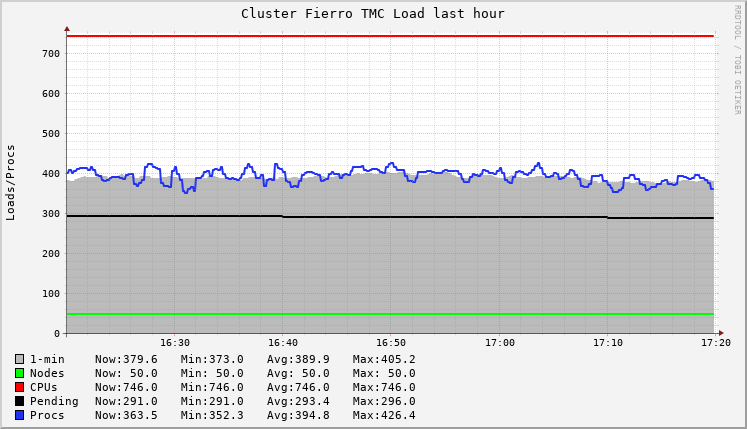 Cluster Fierro TMC Load last hour
RRDTOOL / TOBI OETIKER
Loads/Procs
700
600
500
400
300
200
100
0
16:30 16:40 16:50 17:00 17:10 17:20
1-min Now:379.6 Min:373.0 Avg:389.9 Max:405.2
Nodes Now: 50.0 Min: 50.0 Avg: 50.0 Max: 50.0
CPUs Now:746.0 Min:746.0 Avg:746.0 Max:746.0
Pending Now:291.0 Min:291.0 Avg:293.4 Max:296.0
Procs Now:363.5 Min:352.3 Avg:394.8 Max:426.4